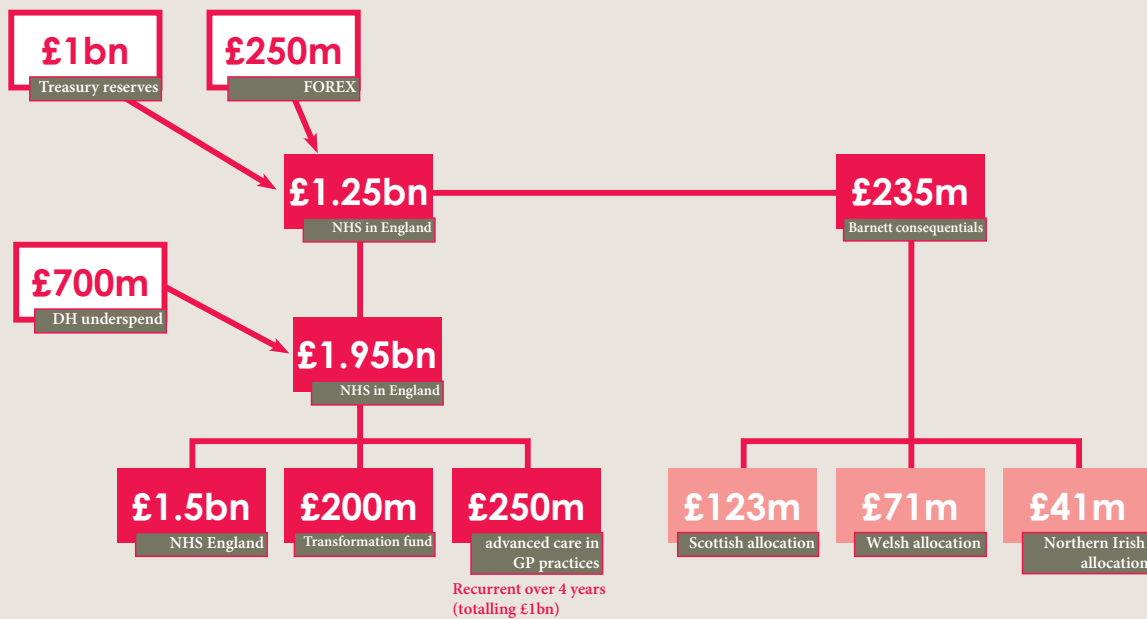 £1bn
Treasury reserves
£250m
FOREX
£1.25bn
NHS in England
£235m
Barnett consequentials
£700m
DH underspend
£1.95bn
NHS in England
£1.5bn
NHS England
£200m
Transformation fund
£250m
advanced care in
GP practices
Recurrent over 4 years
(totalling £1bn)
£123m
Scottish allocation
£71m
Welsh allocation
£41m
Northern Irish
allocation